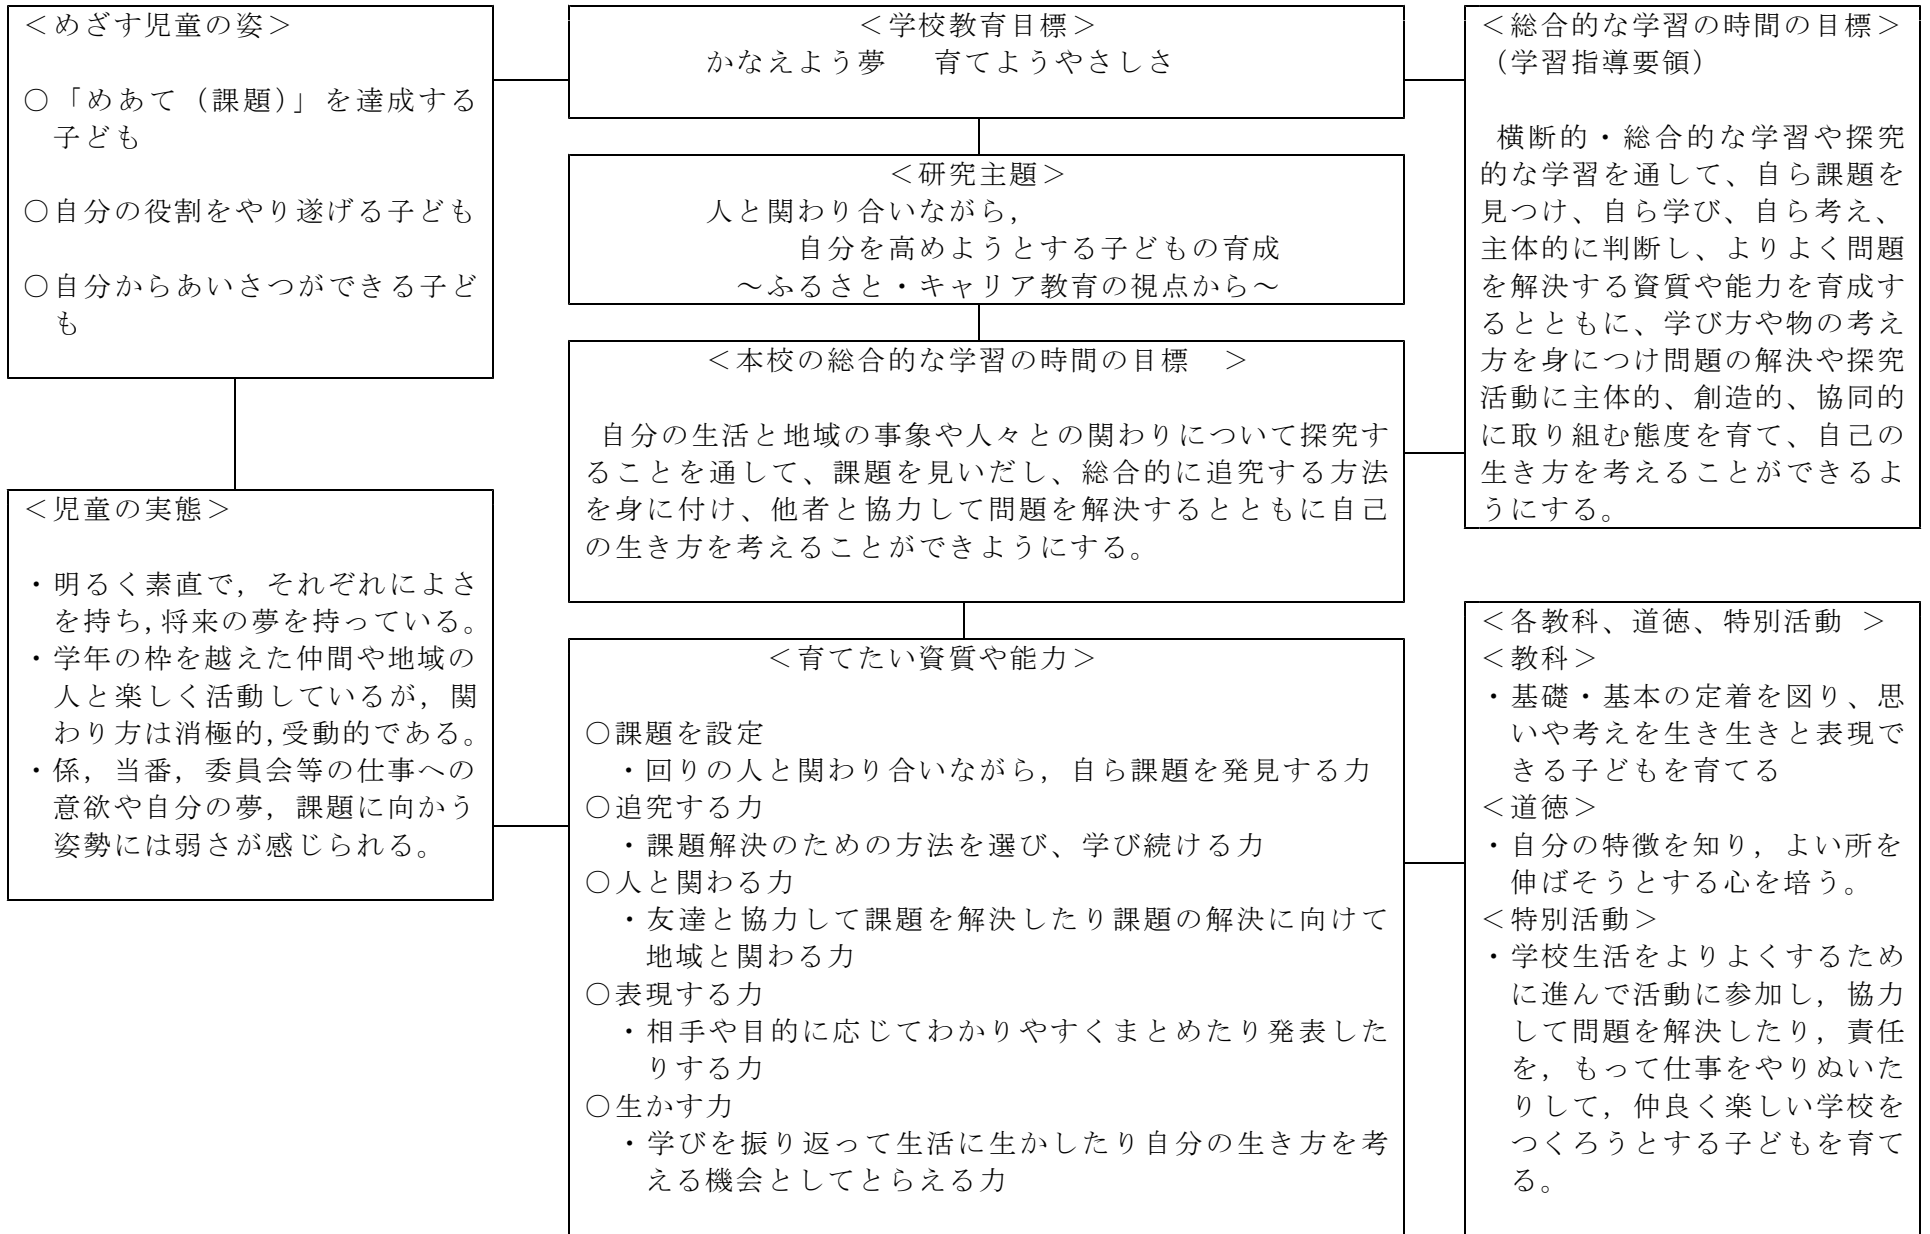 ＜めざす児童の姿＞
○「めあて（課題）」を達成する
子ども
○自分の役割をやり遂げる子ども
○自分からあいさつができる子ど
も
＜学校教育目標＞
かなえよう夢　育てようやさしさ
＜研究主題＞
人と関わり合いながら，
自分を高めようとする子どもの育成
～ふるさと・キャリア教育の視点から～
＜本校の総合的な学習の時間の目標　＞
自分の生活と地域の事象や人々との関わりについて探究す
ることを通して、課題を見いだし、総合的に追究する方法
を身に付け、他者と協力して問題を解決するとともに自己
の生き方を考えることができようにする。
＜総合的な学習の時間の目標＞
（学習指導要領）
横断的・総合的な学習や探究
的な学習を通して、自ら課題を
見つけ、自ら学び、自ら考え、
主体的に判断し、よりよく問題
を解決する資質や能力を育成す
るとともに、学び方や物の考え
方を身につけ問題の解決や探究
活動に主体的、創造的、協同的
に取り組む態度を育て、自己の
生き方を考えることができるよ
うにする。
＜児童の実態＞
・明るく素直で，それぞれによさ
を持ち,将来の夢を持っている。
・学年の枠を越えた仲間や地域の
人と楽しく活動しているが，関
わり方は消極的,受動的である。
・係，当番，委員会等の仕事への
意欲や自分の夢，課題に向かう
姿勢には弱さが感じられる。
＜育てたい資質や能力＞
○課題を設定
・回りの人と関わり合いながら，自ら課題を発見する力
○追究する力
・課題解決のための方法を選び、学び続ける力
○人と関わる力
・友達と協力して課題を解決したり課題の解決に向けて
地域と関わる力
○表現する力
・相手や目的に応じてわかりやすくまとめたり発表した
りする力
○生かす力
・学びを振り返って生活に生かしたり自分の生き方を考
える機会としてとらえる力
＜各教科、道徳、特別活動　＞
＜教科＞
・基礎・基本の定着を図り、思
いや考えを生き生きと表現で
きる子どもを育てる
＜道徳＞
・自分の特徴を知り，よい所を
伸ばそうとする心を培う。
＜特別活動＞
・学校生活をよりよくするため
に進んで活動に参加し，協力
して問題を解決したり，責任
を，もって仕事をやりぬいた
りして，仲良く楽しい学校を
つくろうとする子どもを育て
る。